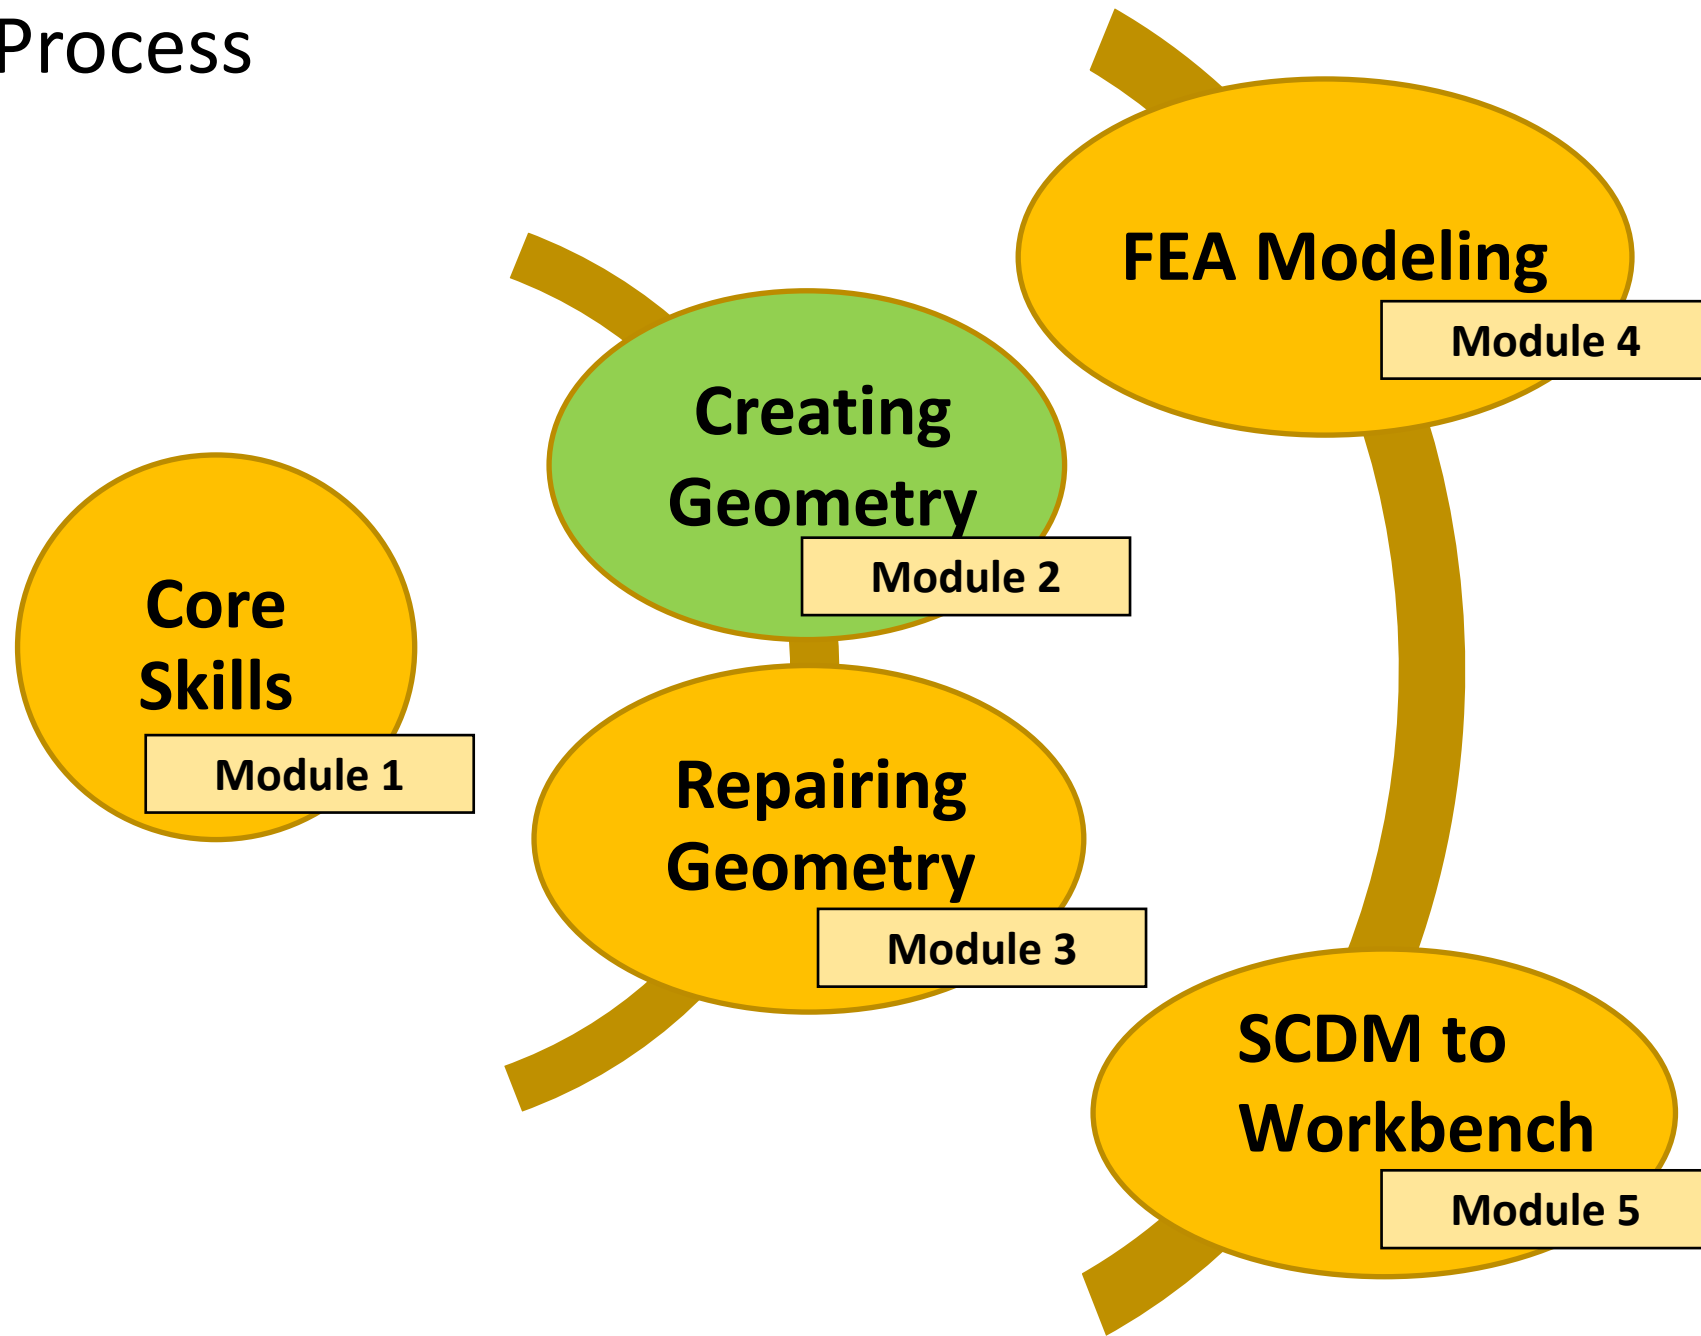 Process
Core
Skills
Module 1
Creating
Geometry
Module 2
Repairing
Geometry
Module 3
FEA Modeling
Module 4
SCDM to
Workbench
Module 5